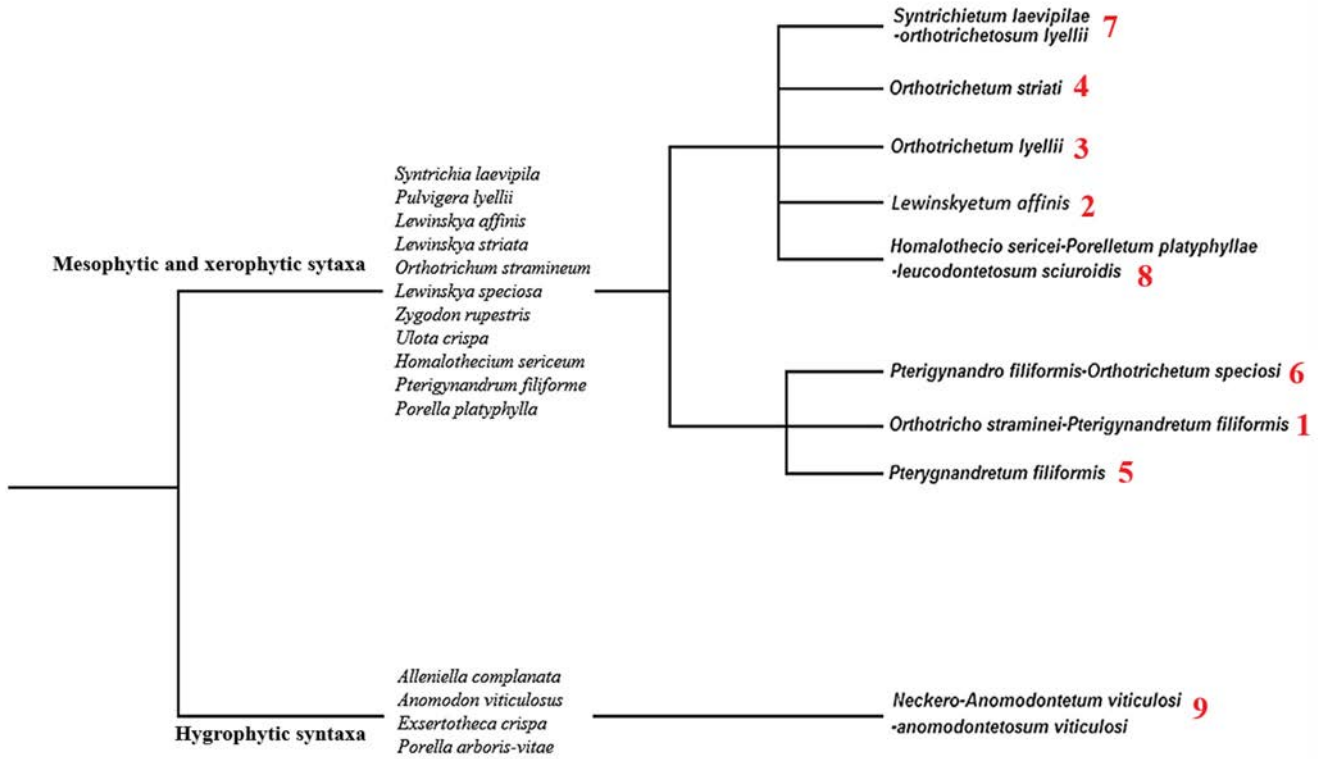 Syntrichietum laevipilae
-orthotrichetosum lyellii 7
Orthotrichetum striati 4
Orthotrichetum lyellii 3
Lewinskyetum affinis 2
Homalothecio sericei-Porelletum platyphyllae
-leucodontetosum sciuroidis 8
Mesophytic and xerophytic sytaxa
Syntrichia laevipila
Pulvigera lyellii
Lewinskya affinis
Lewinskya striata
Orthotrichum stramineum
Lewinskya speciosa
Zygodon rupestris
Ulota crispa
Homalothecium sericeum
Pterigynandrum filiforme
Porella platyphylla
Pterigynandro filiformis-Orthotrichetum speciosi 6
Orthotricho straminei-Pterigynandretum filiformis 1
Pterygnandretum filiformis 5
Hygrophytic syntaxa
Alleniella complanata
Anomodon viticulosus
Exsertotheca crispa
Porella arboris-vitae
Neckero-Anomodontetum viticulosi 9
-anomodontetosum viticulosi